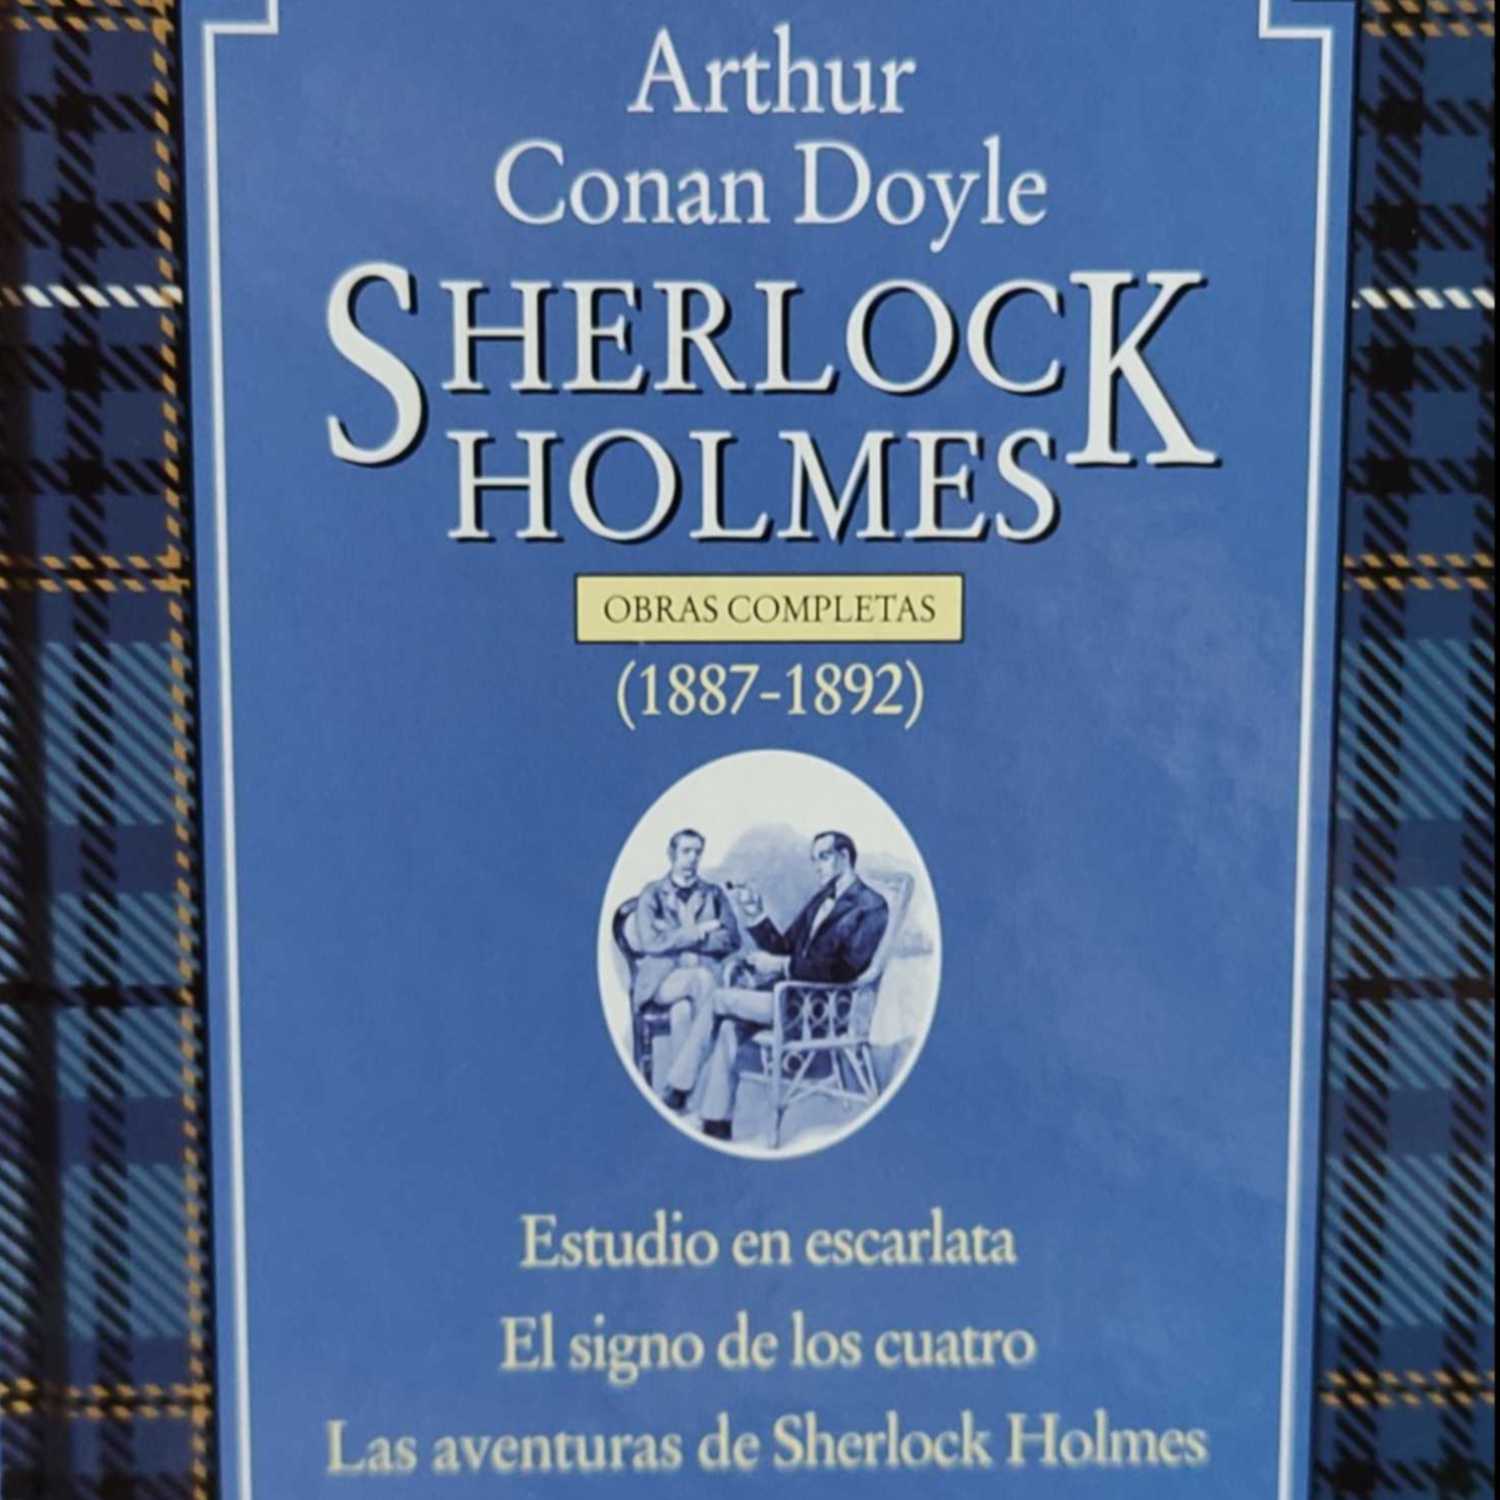 Arthur
Conan Doyle
SHERLOCK
HOLMES
OBRAS COMPLETAS
(1887-1892)
Estudio en escarlata
El signo de los cuatro
Las aventuras de Sherlock Holmes